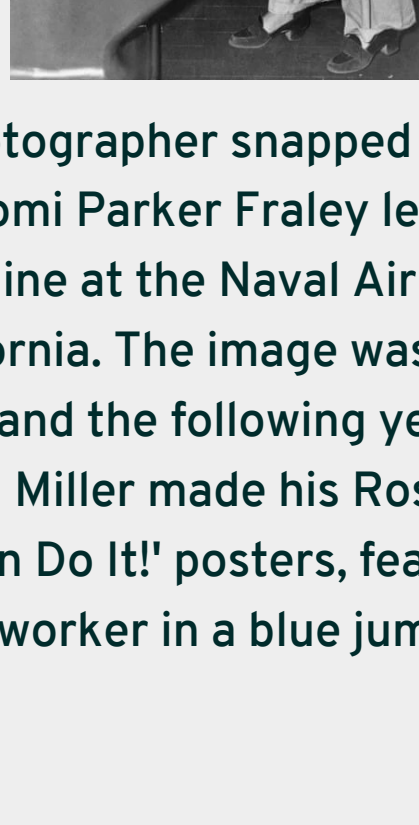 tographer snapped
omi Parker Fraley le
ine at the Naval Air
ornia. The image was
and the following ye
Miller made his Ros
n Do It!' posters, fea
worker in a blue jum